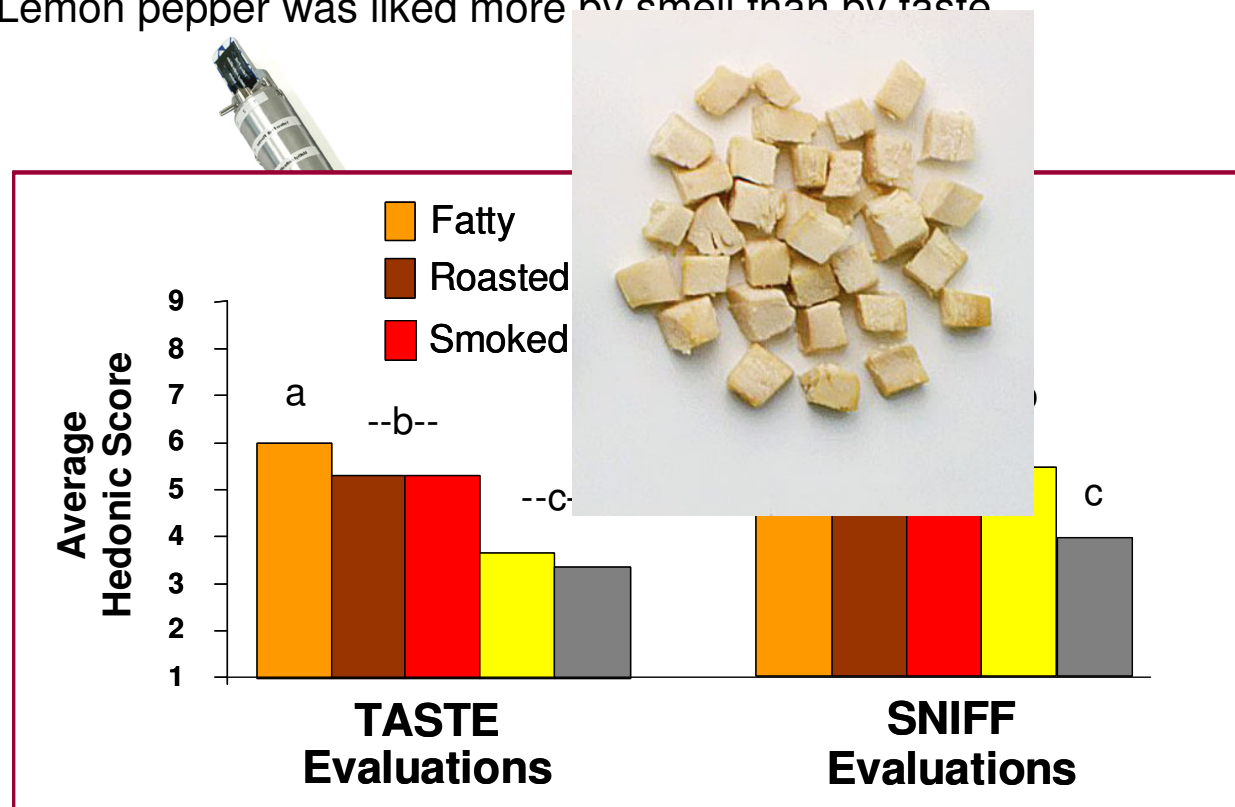 Lemon pepper was liked more by smell than by taste
Fatty
Roasted
Smoked
9
8
7
6
5
4
3
2
1
Average
Hedonic Score
a
--b--
--c-
c
TASTE
Evaluations
SNIFF
Evaluations